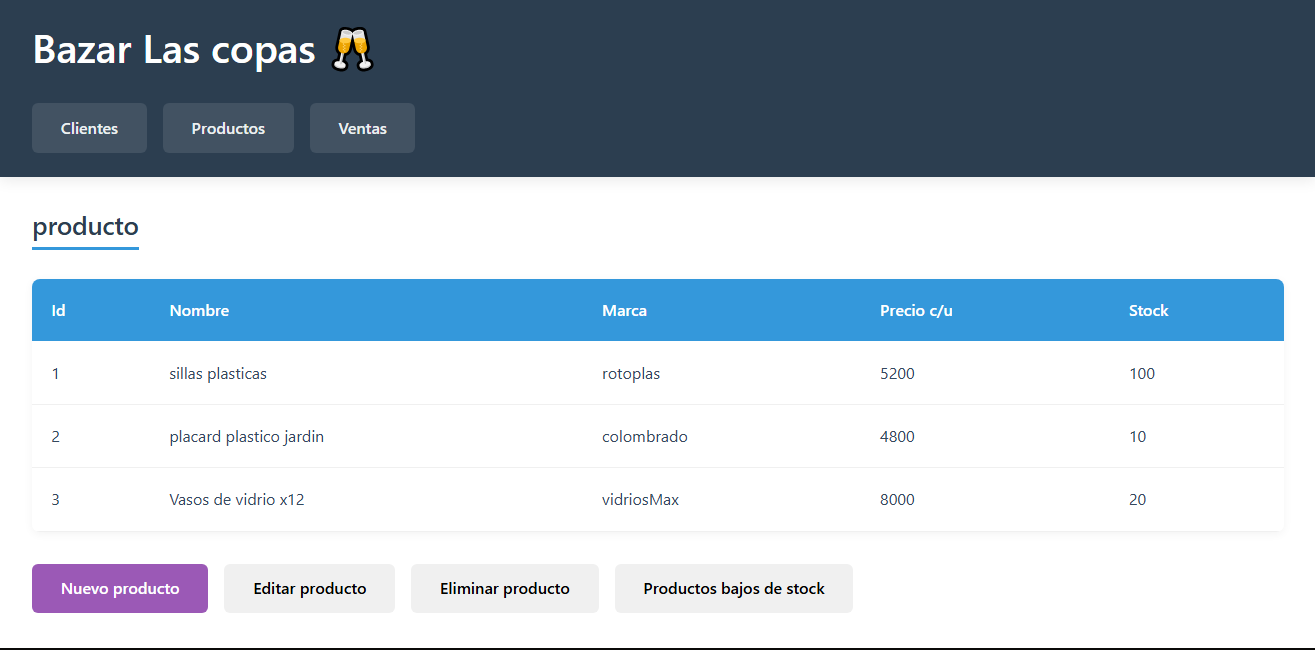 Bazar Las copas 🥂
Clientes Productos Ventas
producto
Id Nombre Marca Precio c/u Stock
1 sillas plasticas rotoplas 5200 100
2 placard plastico jardin colombrado 4800 10
3 Vasos de vidrio x12 vidriosMax 8000 20
Nuevo producto Editar producto Eliminar producto Productos bajos de stock